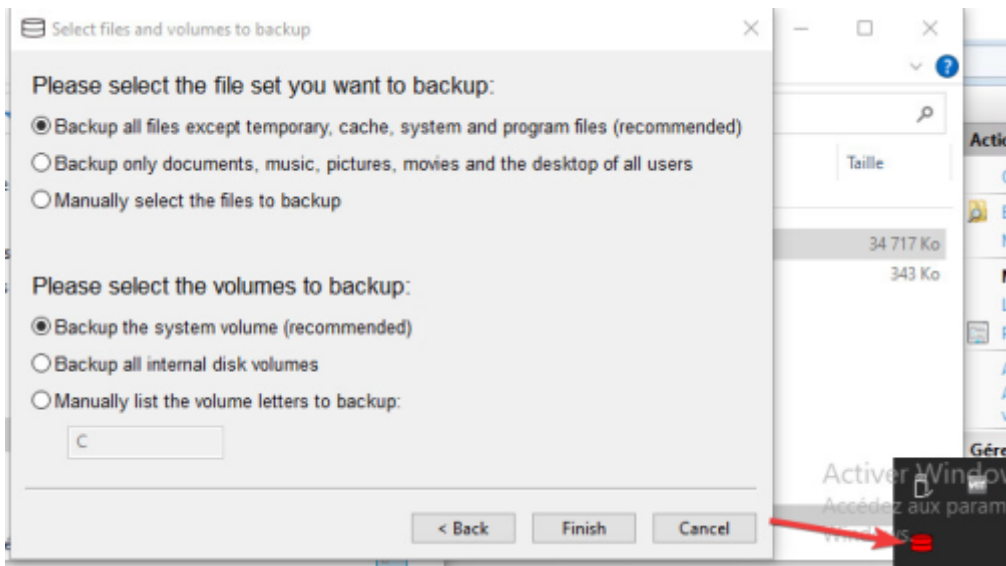 Select files and volumes to backup
Please select the file set you want to backup:
Backup all files except temporary, cache, system and program files (recommended)
Backup only documents, music, pictures, movies and the desktop of all users
Manually select the files to backup
Please select the volumes to backup:
Backup the system volume (recommended)
Backup all internal disk volumes
Manually list the volume letters to backup:
C
< Back
Finish
Cancel
Taille
34 717 Ko
343 Ko
Actio
Gére
Activer Window
Accédez aux param
Windows.